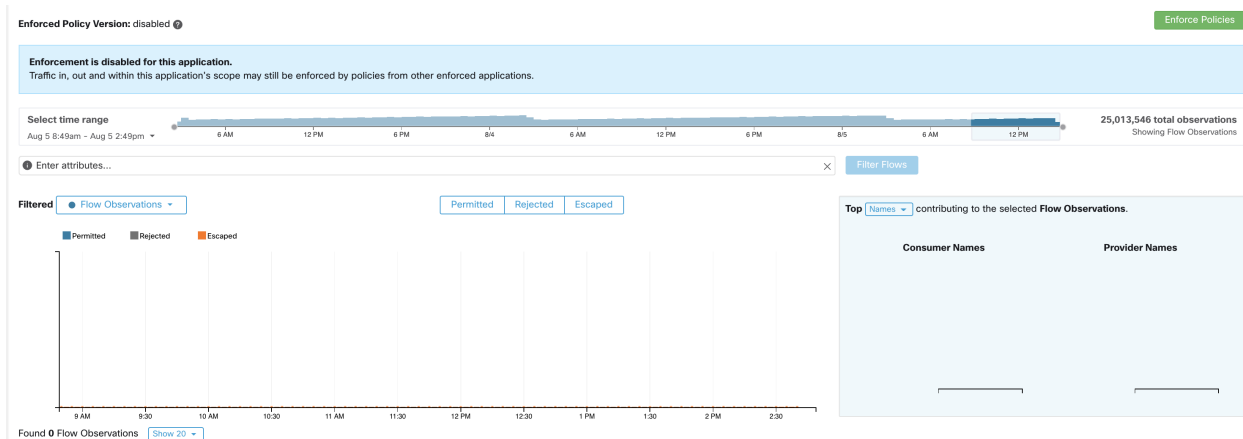 Enforced Policy Version: disabled ?
Enforce Policies
Enforcement is disabled for this application.
Traffic in, out and within this application's scope may still be enforced by policies from other enforced applications.
Select time range
Aug 5 8:49am - Aug 5 2:49pm
6 AM 12 PM 6 PM 8/4 6 AM 12 PM 6 PM 8/5 6 AM 12 PM
25,013,546 total observations
Showing Flow Observations
Enter attributes...
Filter Flows
Filtered Flow Observations
Permitted Rejected Escaped
Top Names contributing to the selected Flow Observations.
Permitted Rejected Escaped
Consumer Names Provider Names
9 AM 9:30 10 AM 10:30 11 AM 11:30 12 PM 12:30 1 PM 1:30 2 PM 2:30
Found 0 Flow Observations Show 20